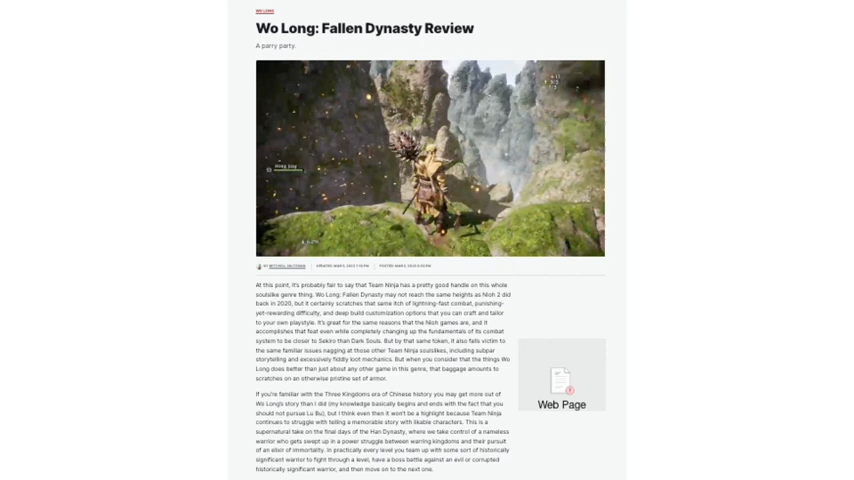 WO LONG
Wo Long: Fallen Dynasty Review
A parry party.
At this point, it's probably fair to say that Team Ninja has a pretty good handle on this whole
soulslike genre thing. Wo Long: Fallen Dynasty may not reach the same heights as Nioh 2 did
back in 2020, but it certainly scratches that same itch of lightning-fast combat, punishing-
yet-rewarding difficulty, and deep build customization options that you can craft and tailor
to your own playstyle. It's great for the same reasons that the Nioh games are, and it
accomplishes that feat even while completely changing up the fundamentals of its combat
system to be closer to Sekiro than Dark Souls. But by that same token, it also falls victim to
the same familiar issues nagging at those other Team Ninja soulslikes, including subpar
storytelling and excessively fiddly loot mechanics. But when you consider that the things Wo
Long does better than just about any other game in this genre, that baggage amounts to
scratches on an otherwise pristine set of armor.
Web Page
If you're familiar with the Three Kingdoms era of Chinese history you may get more out of
Wo Long's story than I did (my knowledge basically begins and ends with the fact that you
should not pursue Lu Bu), but I think even then it won't be a highlight because Team Ninja
continues to struggle with telling a memorable story with likable characters. This is a
supernatural take on the final days of the Han Dynasty, where we take control of a nameless
warrior who gets swept up in a power struggle between warring kingdoms and their pursuit
of an elixir of immortality. In practically every level you team up with some sort of historically
significant warrior to fight through a level, have a boss battle against an evil or corrupted
historically significant warrior, and then move on to the next one.